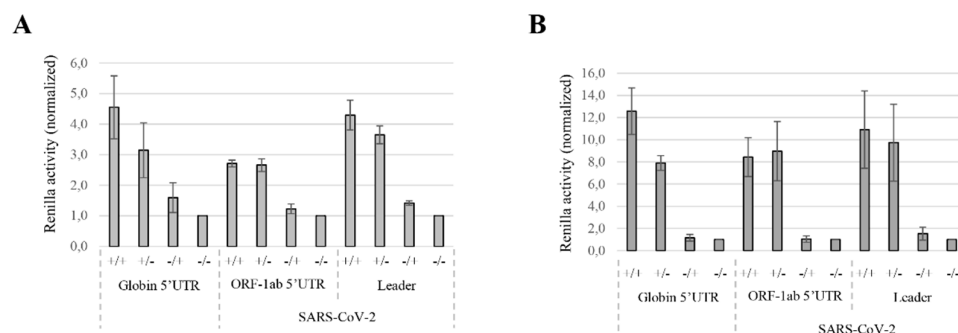 A
Renilla activity (normalized)
6,0
5,0
4,0
3,0
2,0
1,0
0,0
+/+ +/- -/+ -/- +/+ +/- -/+ -/- +/+ +/- -/+ -/-
Globin 5'UTR ORF-1ab 5'UTR Leader
SARS-CoV-2
B
Renilla activity (normalized)
16,0
14,0
12,0
10,0
8,0
6,0
4,0
2,0
0,0
+/+ +/- -/+ -/- +/+ +/- -/+ -/- +/+ +/- -/+ -/-
Globin 5'UTR ORF-1ab 5'UTR Leader
SARS-CoV-2